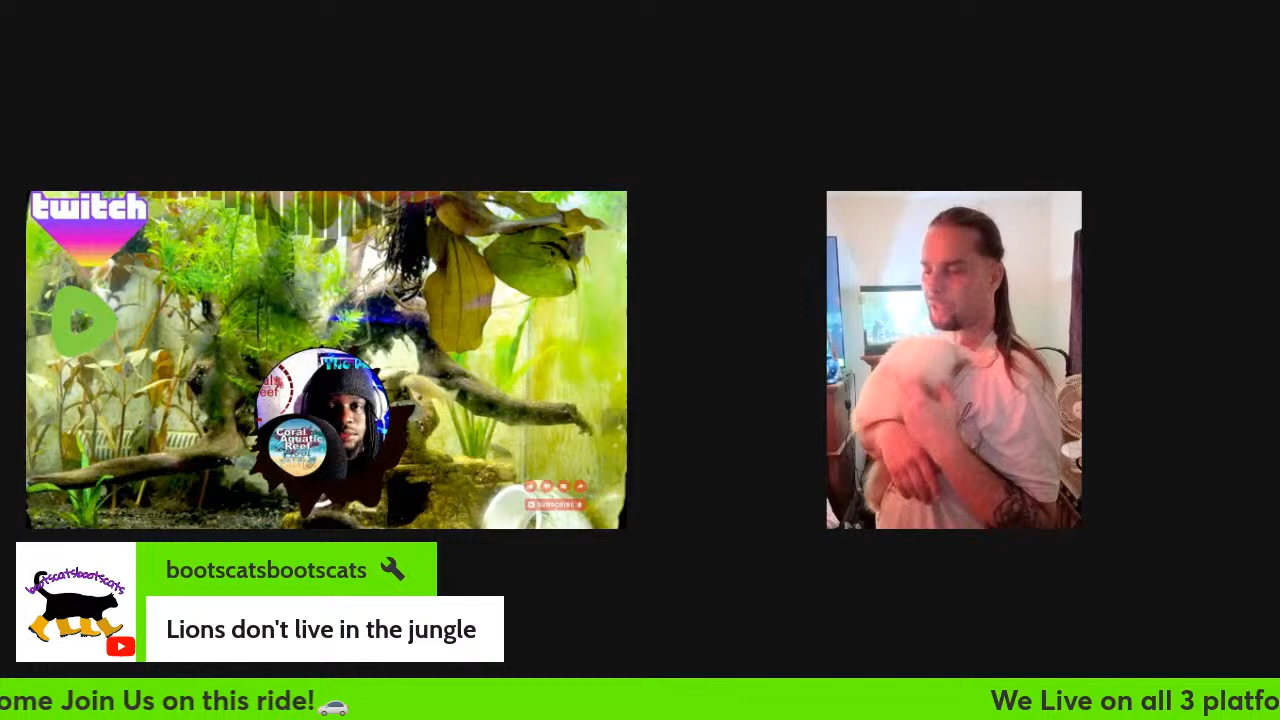 twitch
Coral
Aquatic
Reef
SUBSCRIBE
bootscatsbootscats
bootscatsbootscats
Lions don't live in the jungle
ome Join Us on this ride!
We Live on all 3 platfo